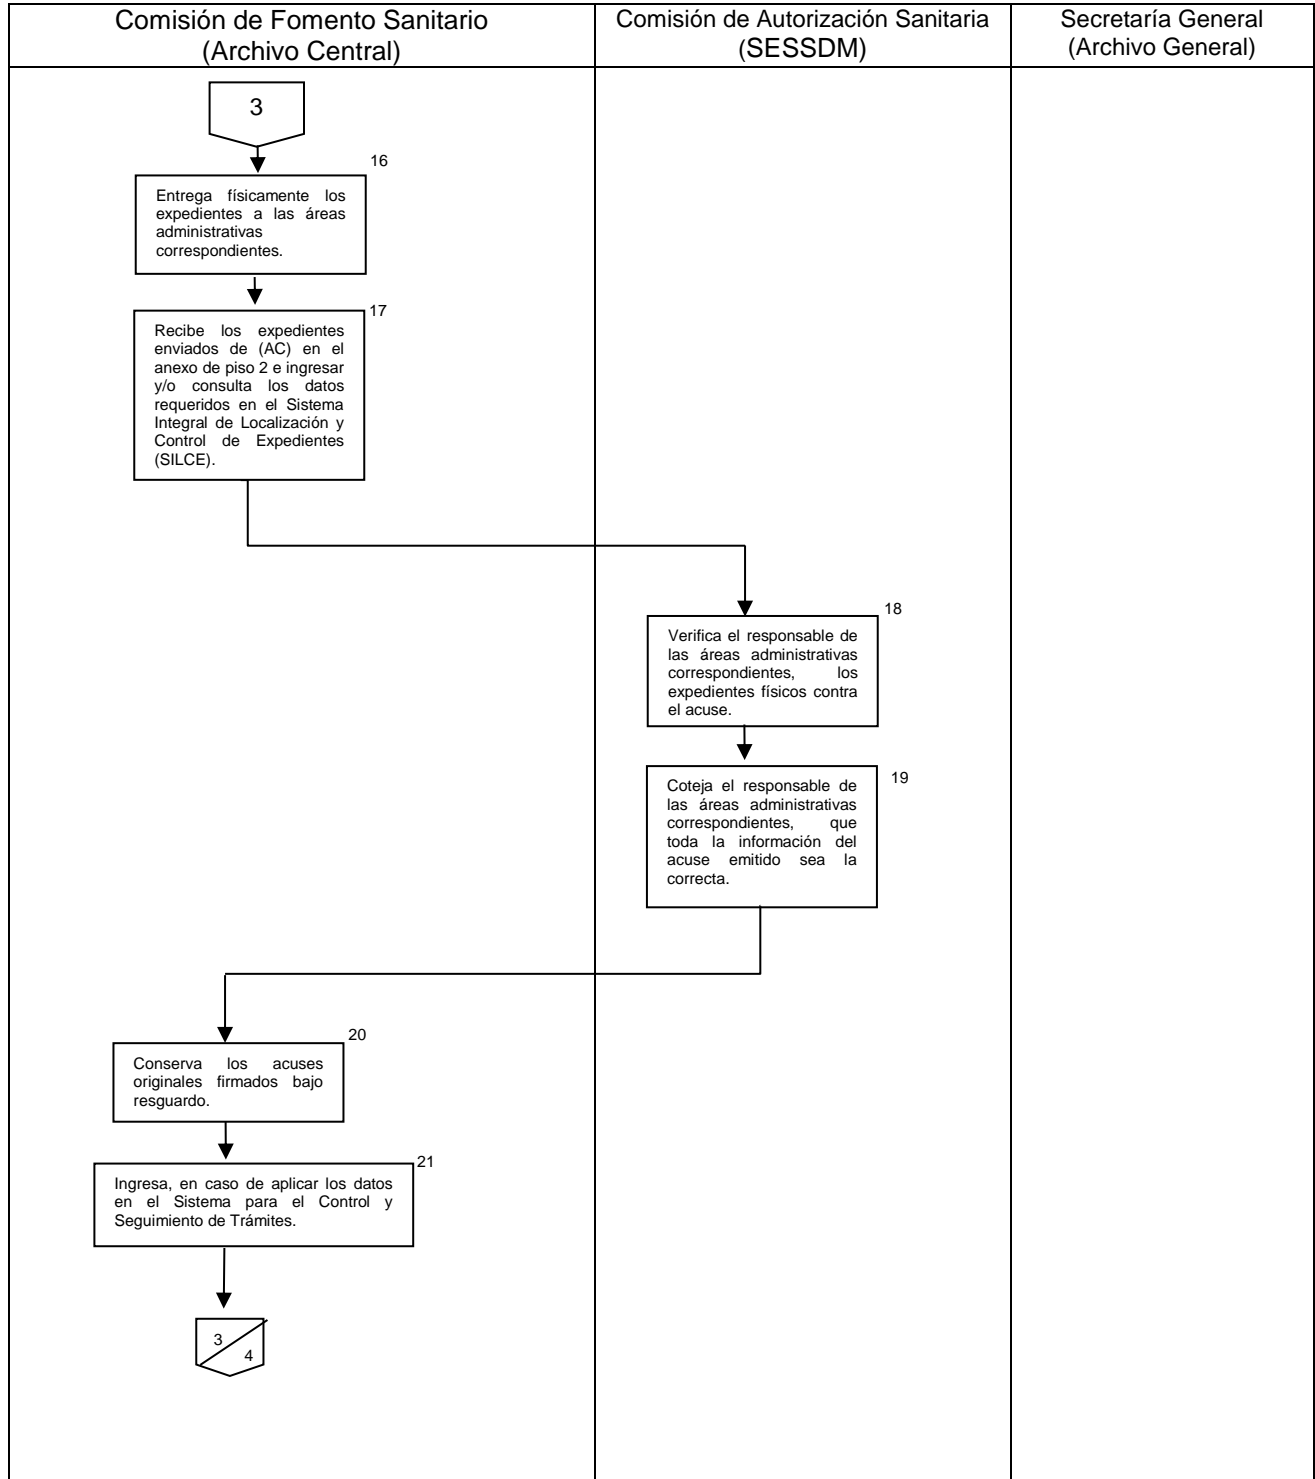 Comisión de Fomento Sanitario
(Archivo Central)
Comisión de Autorización Sanitaria
(SESSDM)
Secretaría General
(Archivo General)
3
16
Entrega físicamente los
expedientes a las áreas
administrativas
correspondientes.
17
Recibe los expedientes
enviados de (AC) en el
anexo de piso 2 e ingresar
y/o consulta los datos
requeridos en el Sistema
Integral de Localización y
Control de Expedientes
(SILCE).
18
Verifica el responsable de
las áreas administrativas
correspondientes, los
expedientes físicos contra
el acuse.
19
Coteja el responsable de
las áreas administrativas
correspondientes, que
toda la información del
acuse emitido sea la
correcta.
20
Conserva los acuses
originales firmados bajo
resguardo.
21
Ingresa, en caso de aplicar los datos
en el Sistema para el Control y
Seguimiento de Trámites.
3
4